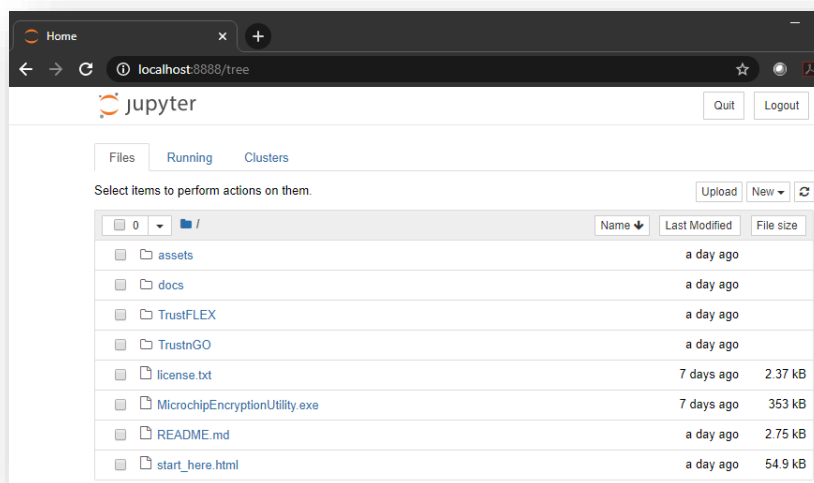 Home
localhost:8888/tree
jupyter
Quit Logout
Files Running Clusters
Select items to perform actions on them.
Upload New
0 / Name Last Modified File size
assets a day ago
docs a day ago
TrustFLEX a day ago
TrustnGO a day ago
license.txt 7 days ago 2.37 kB
MicrochipEncryptionUtility.exe 7 days ago 353 kB
README.md a day ago 2.75 kB
start_here.html a day ago 54.9 kB